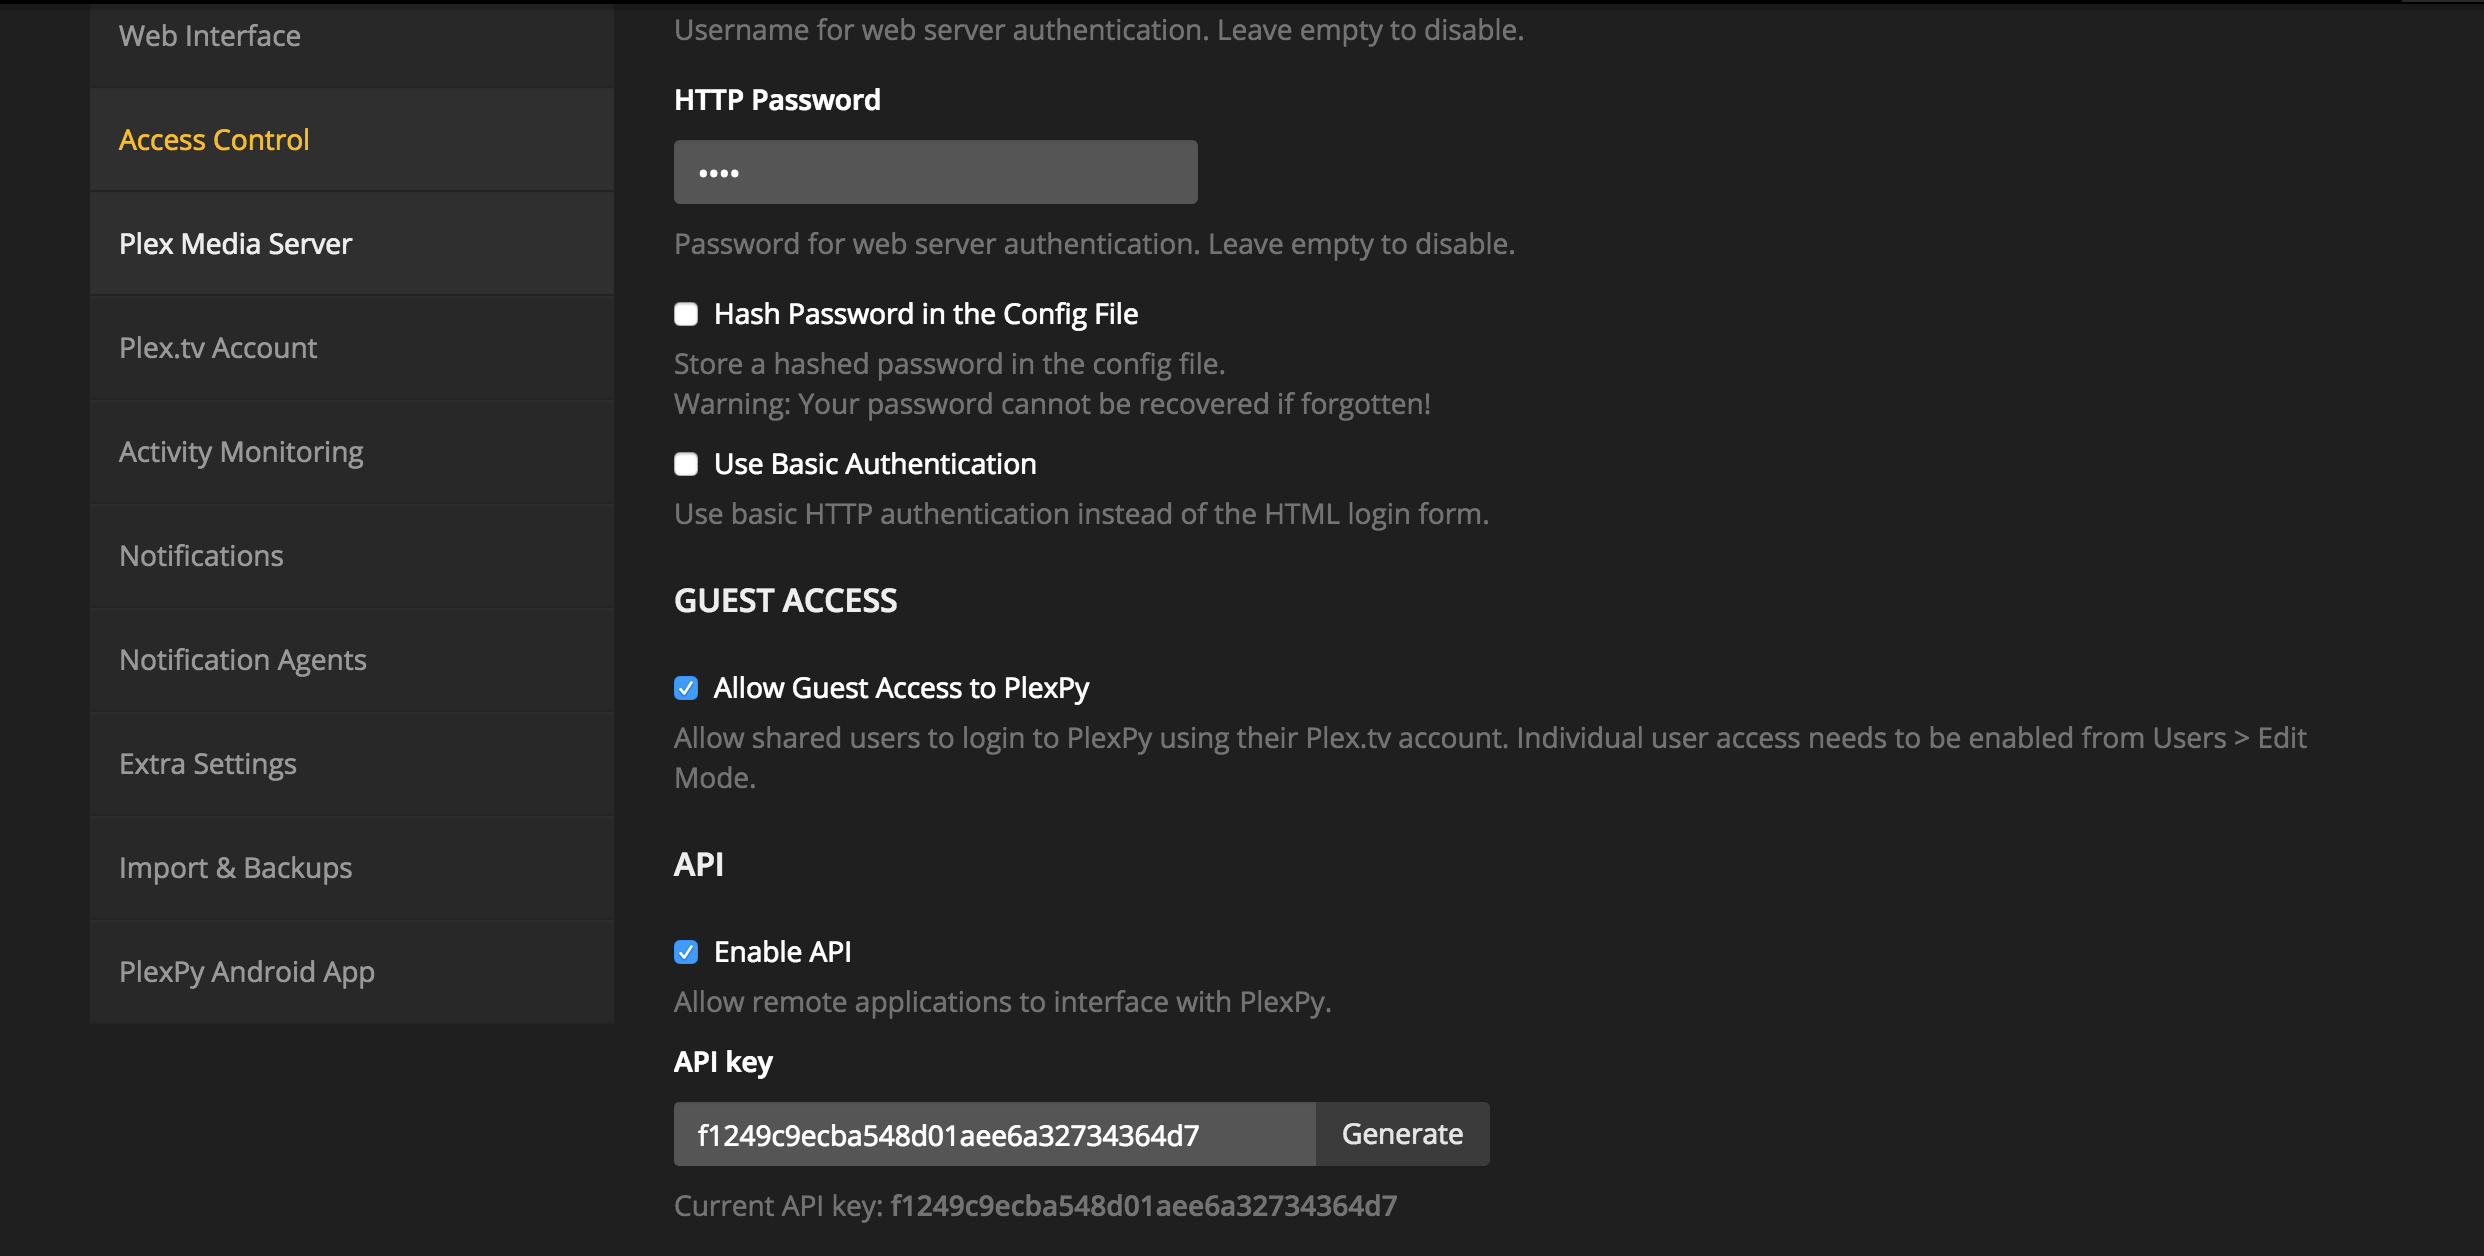 Web Interface
Access Control
Plex Media Server
Plex.tv Account
Activity Monitoring
Notifications
Notification Agents
Extra Settings
Import & Backups
PlexPy Android App
Username for web server authentication. Leave empty to disable.
HTTP Password
••••
Password for web server authentication. Leave empty to disable.
Hash Password in the Config File
Store a hashed password in the config file.
Warning: Your password cannot be recovered if forgotten!
Use Basic Authentication
Use basic HTTP authentication instead of the HTML login form.
GUEST ACCESS
Allow Guest Access to PlexPy
Allow shared users to login to PlexPy using their Plex.tv account. Individual user access needs to be enabled from Users > Edit
Mode.
API
Enable API
Allow remote applications to interface with PlexPy.
API key
f1249c9ecba548d01aee6a32734364d7 Generate
Current API key: f1249c9ecba548d01aee6a32734364d7